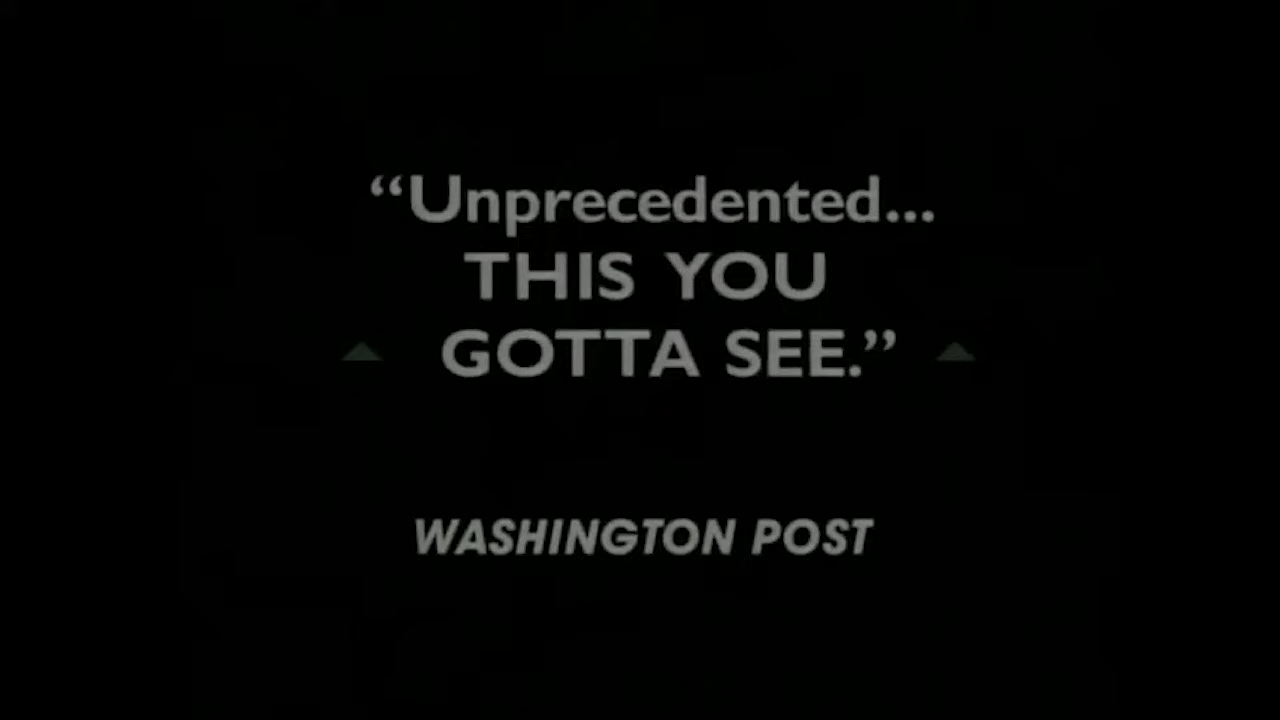 “Unprecedented...
THIS YOU
GOTTA SEE.”
WASHINGTON POST